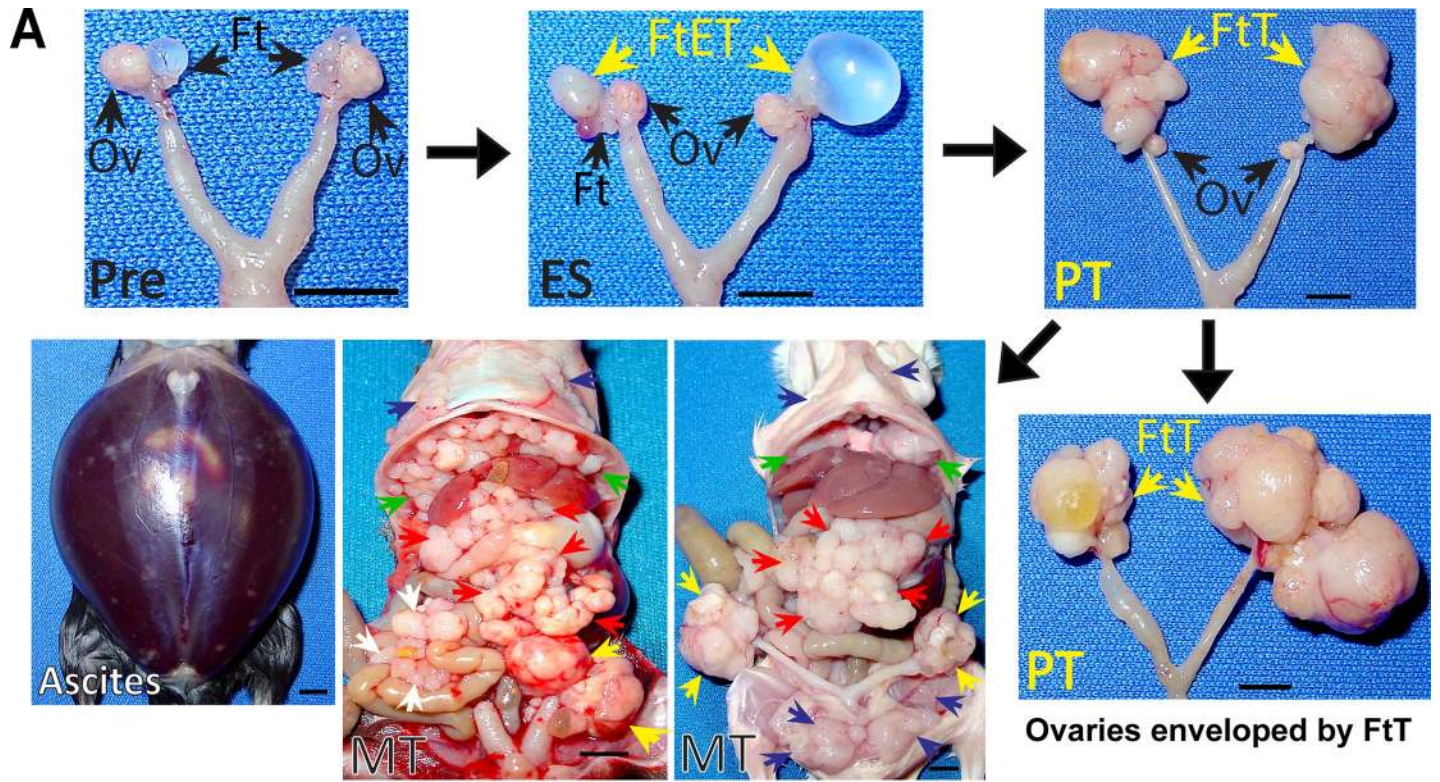 A
Ft
Ov
Ov
Pre
FtET
Ov
Ft
ES
FtT
Ov
PT
Ascites
MT
MT
FtT
PT
Ovaries enveloped by FtT